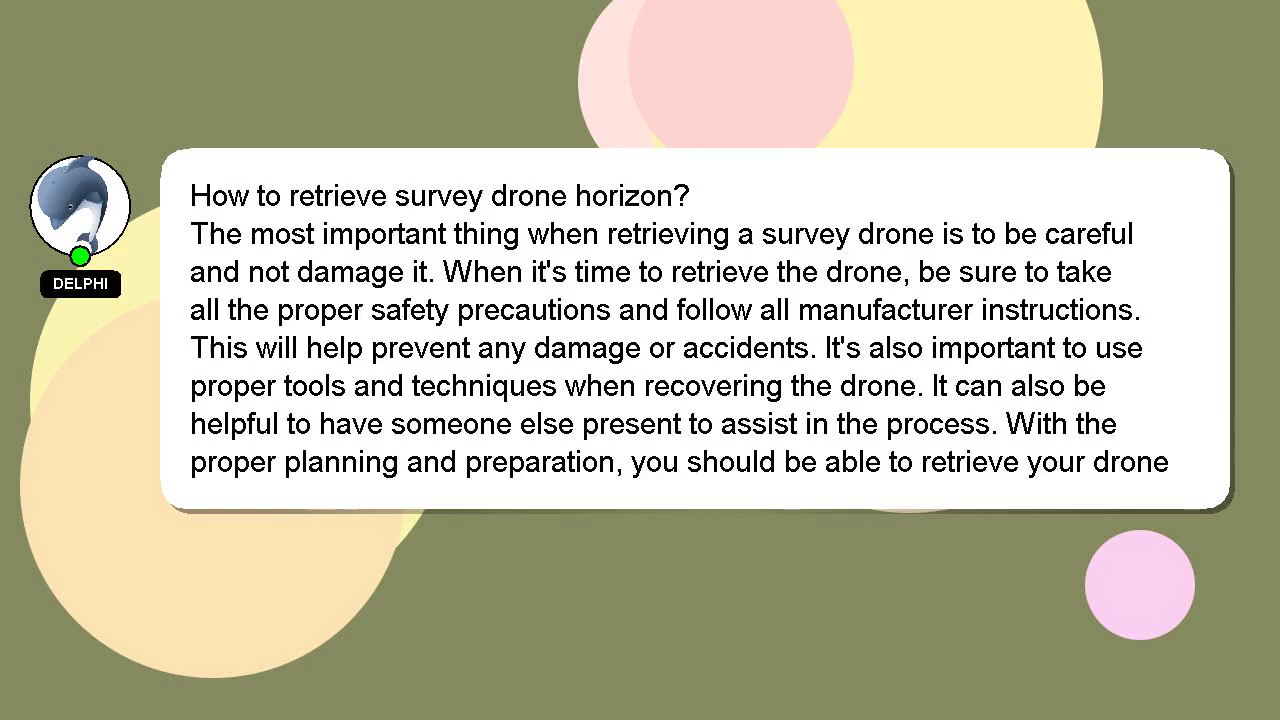 How to retrieve survey drone horizon?
The most important thing when retrieving a survey drone is to be careful
and not damage it. When it's time to retrieve the drone, be sure to take
all the proper safety precautions and follow all manufacturer instructions.
This will help prevent any damage or accidents. It's also important to use
proper tools and techniques when recovering the drone. It can also be
helpful to have someone else present to assist in the process. With the
proper planning and preparation, you should be able to retrieve your drone
DELPHI